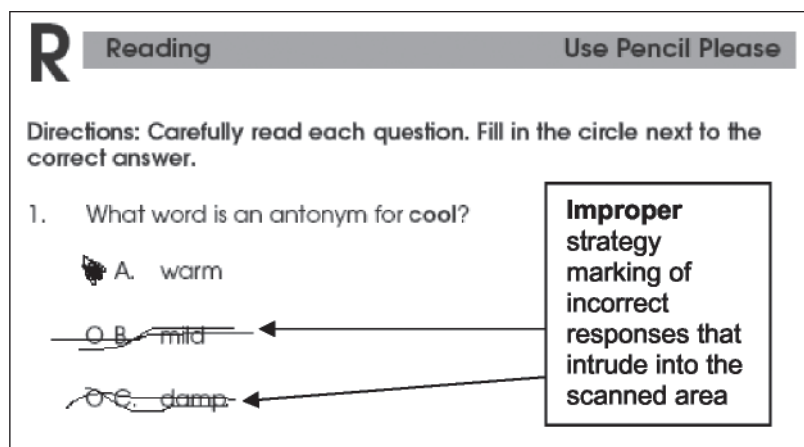 R Reading Use Pencil Please
Directions: Carefully read each question. Fill in the circle next to the
correct answer.
1. What word is an antonym for cool?
A. warm
O B. mild
O C. damp
Improper
strategy
marking of
incorrect
responses that
intrude into the
scanned area